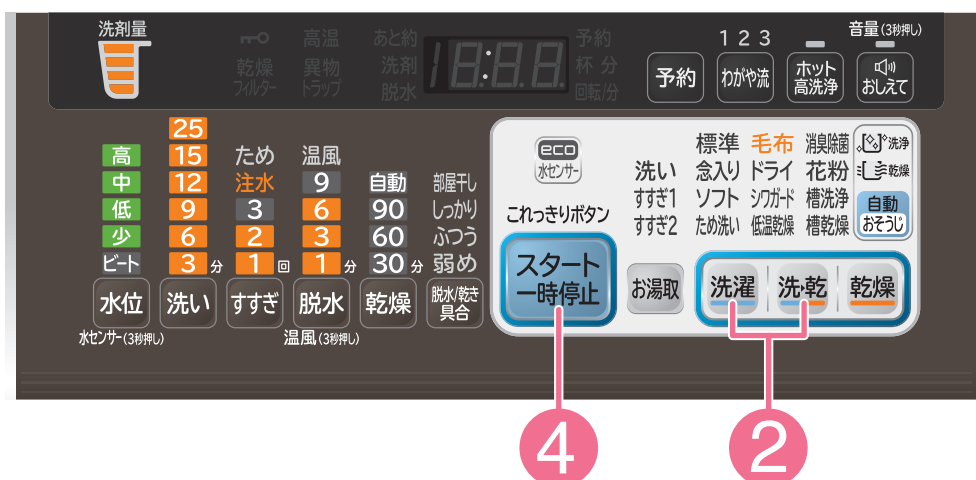 洗剤量
高温
あと約
予約
乾燥
フィルター
異物
トラップ
洗剤
脱水
18:8.8
杯 分
回転/分
1 2 3
音量(3秒押し)
予約
わがや流
ホット
高洗浄
おしえて
25
高 15 ため 温風
中 12 注水 9 自動 部屋干し
低 9 3 6 90 しっかり
少 6 2 3 60 ふつう
ビート 3 分 1 回 1 分 30 分 弱め
水位
洗い
すすぎ
脱水
乾燥
脱水/乾き
具合
水センサー(3秒押し)
温風(3秒押し)
eco
水センサー
これっきりボタン
スタート
一時停止
お湯取
洗い
すすぎ1
すすぎ2
標準 毛布 消臭除菌
念入り ドライ 花粉
ソフト シワガード 槽洗浄
ため洗い 低温乾燥 槽乾燥
洗浄
乾燥
自動
おそうじ
洗濯
洗・乾
乾燥
4
2